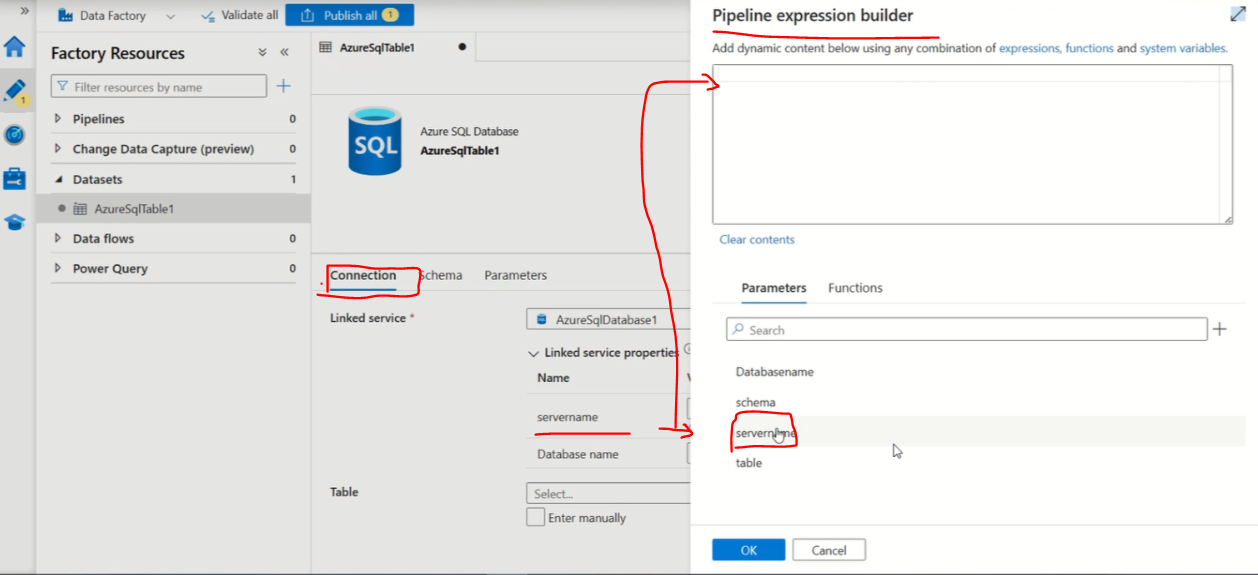 Data Factory
Validate all
Publish all 1
Factory Resources
Filter resources by name
1
Pipelines 0
Change Data Capture (preview) 0
Datasets 1
AzureSqlTable1
Data flows 0
Power Query 0
AzureSqlTable1
SQL
Azure SQL Database
AzureSqlTable1
Connection
Schema
Parameters
Linked service *
AzureSqlDatabase1
Linked service properties
Name
servername
Database name
Table
Select...
Enter manually
Pipeline expression builder
Add dynamic content below using any combination of expressions, functions and system variables.
Clear contents
Parameters
Functions
Search
Databasename
schema
servername
table
OK
Cancel